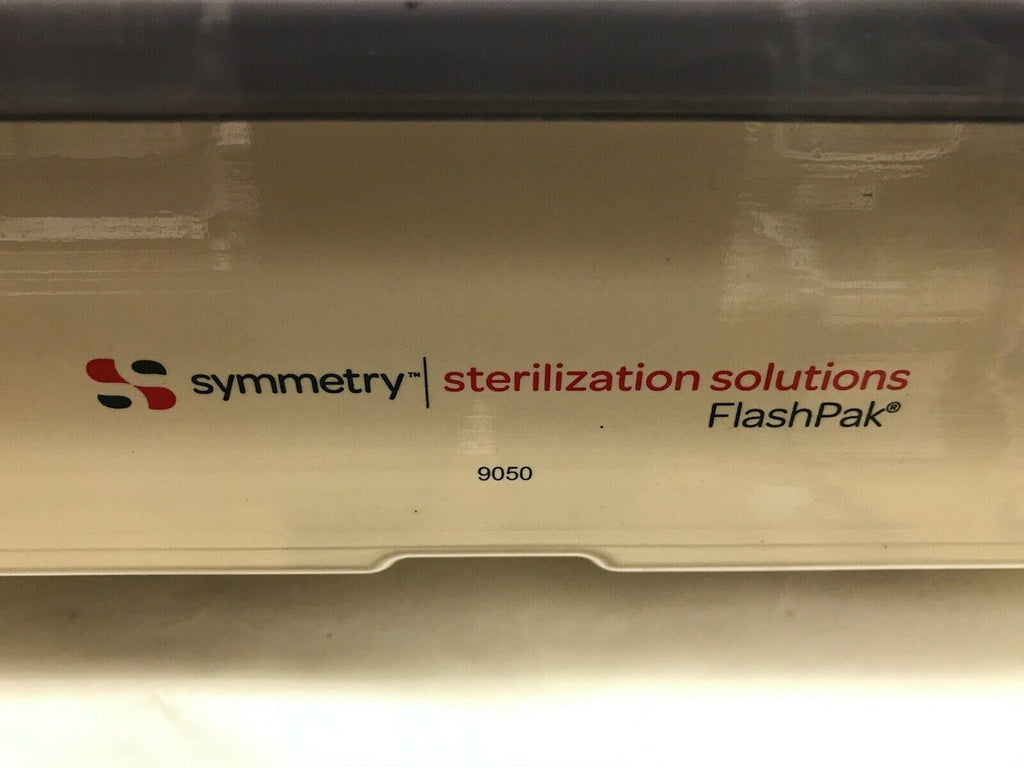 symmetry™ | sterilization solutions
FlashPak®
9050